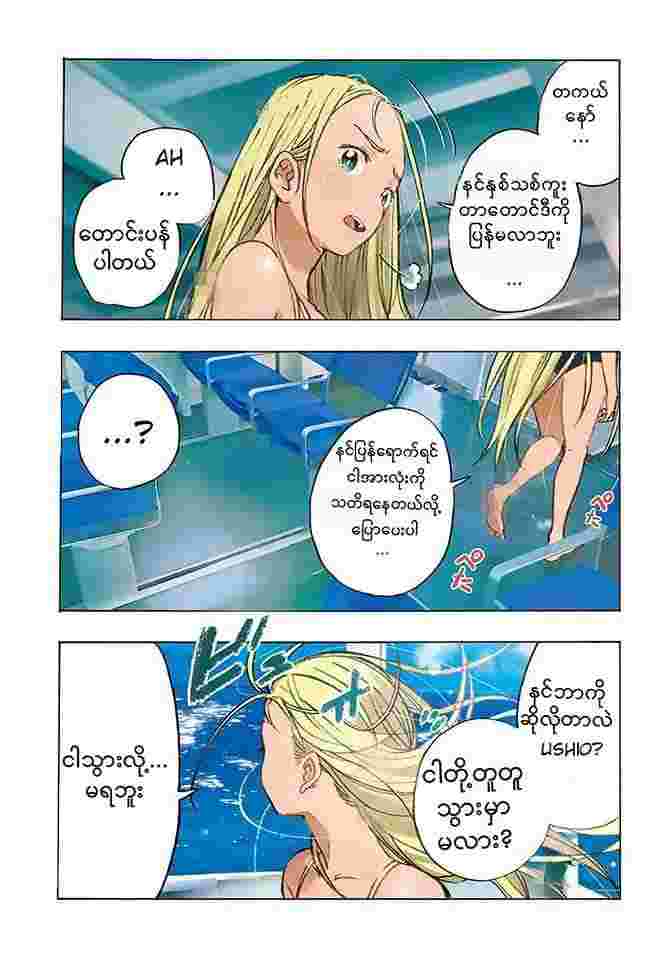 တကယ်
နော်
...
နင်နှစ်သစ်ကူး
တာတောင်ဒီကို
ပြန်မလာဘူး
...
AH
...
တောင်းပန်
ပါတယ်
နင်ပြန်ရောက်ရင်
ငါအားလုံးကို
သတိရနေတယ်လို့
ပြောပေးပါ
...
...?
နင်ဘာကို
ဆိုလိုတာလဲ
USHIO?
ငါတို့တူတူ
သွားမှာ
မလား?
ビュ
オ
ငါသွားလို့...
မရဘူး